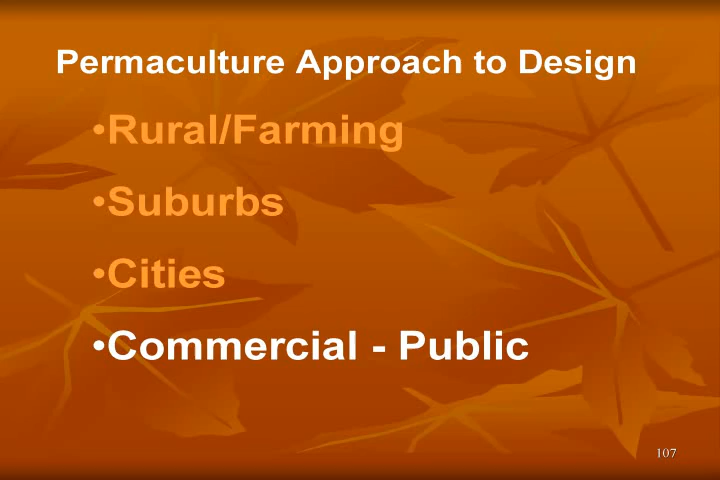 Permaculture Approach to Design
•Rural/Farming
•Suburbs
•Cities
•Commercial - Public
107